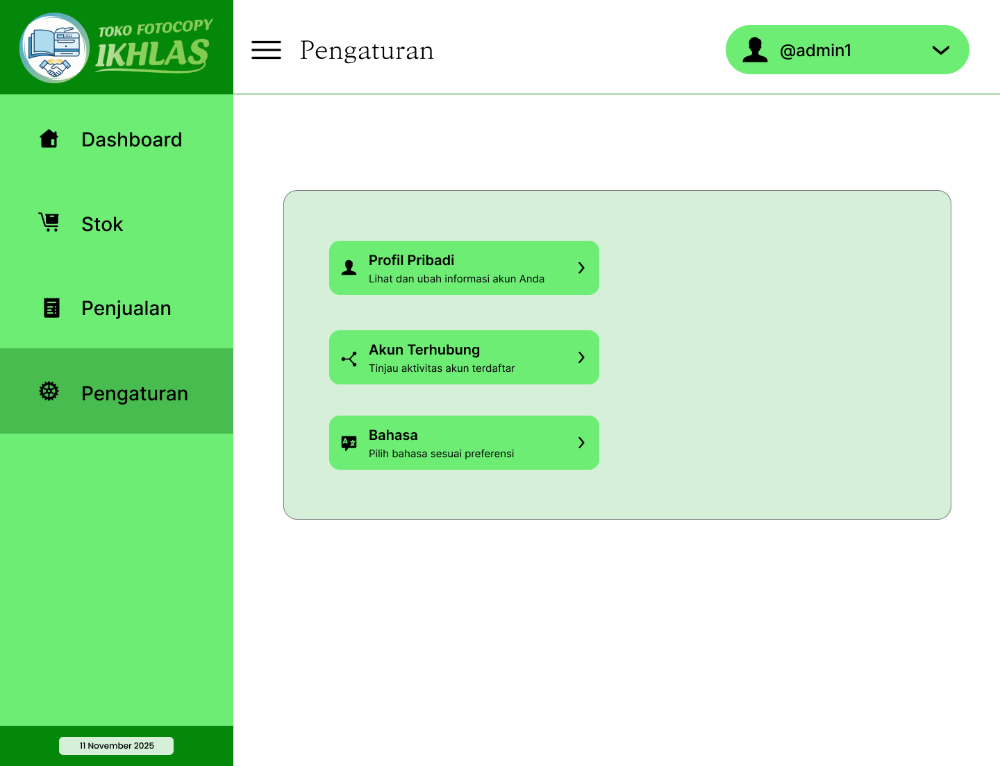 TOKO FOTOCOPY
IKHLAS
Pengaturan
@admin1
Dashboard
Stok
Penjualan
Pengaturan
Profil Pribadi
Lihat dan ubah informasi akun Anda
Akun Terhubung
Tinjau aktivitas akun terdaftar
Bahasa
Pilih bahasa sesuai preferensi
11 November 2025